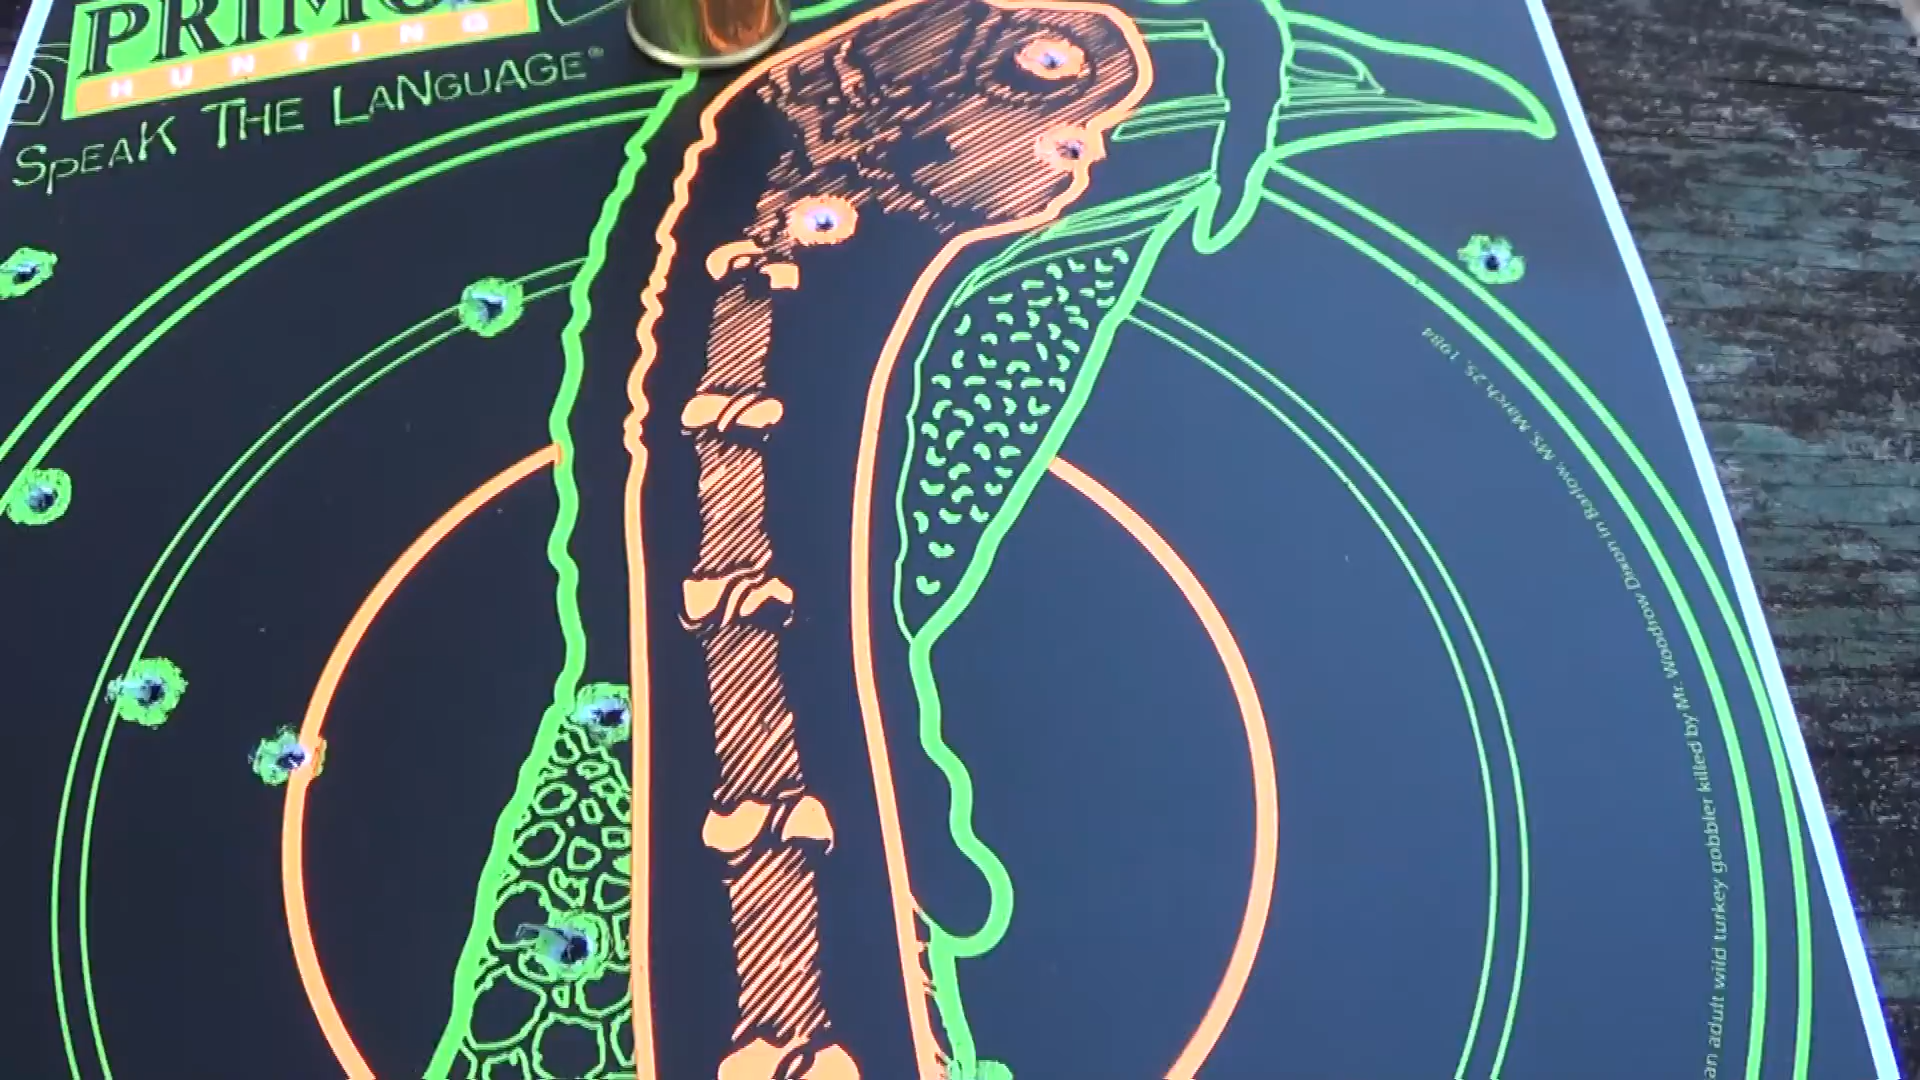 PRIMOS
HUNTING
SPEAK THE LANGUAGE®
an adult wild turkey gobbler killed by Mr. Woodrow Dixon in Barlow, MS. March 25, 1984